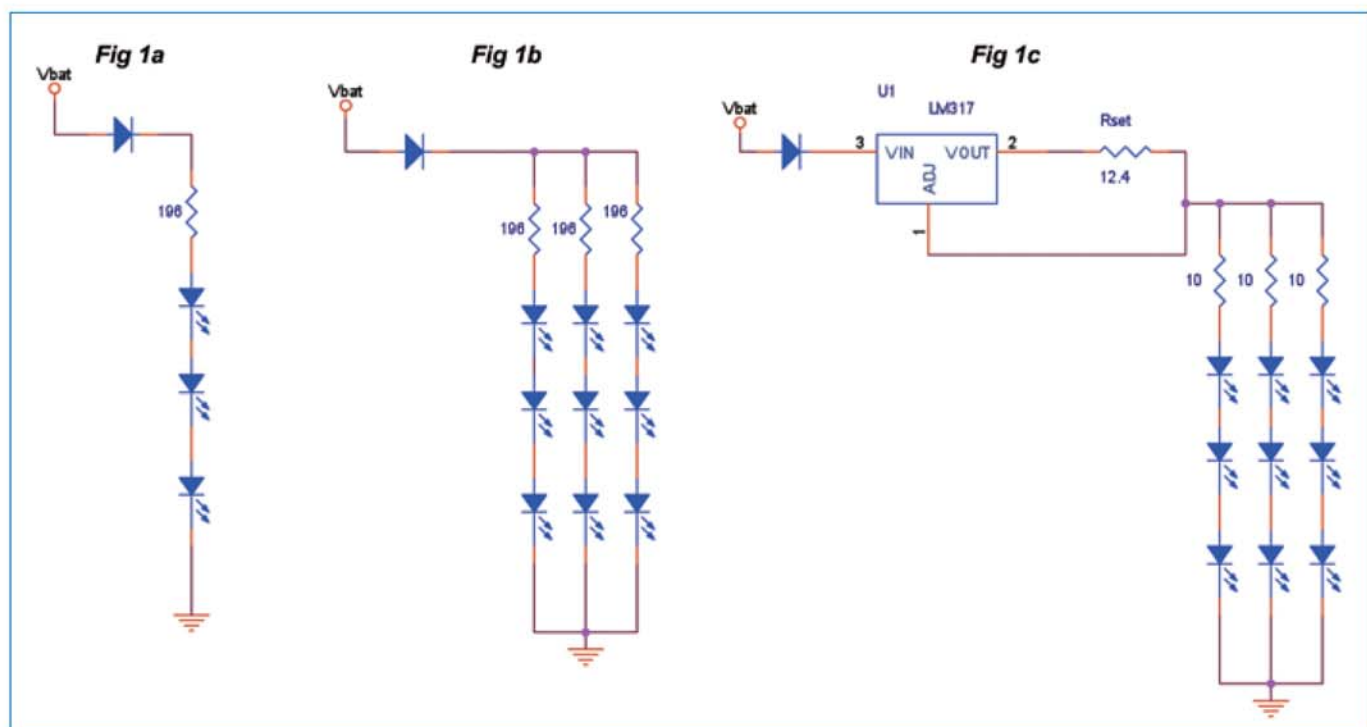 Fig 1a
Vbat
196
Fig 1b
Vbat
196
196
196
Fig 1c
U1
LM317
Vbat
3
VIN
VOUT
ADJ
2
1
Rset
12.4
10
10
10